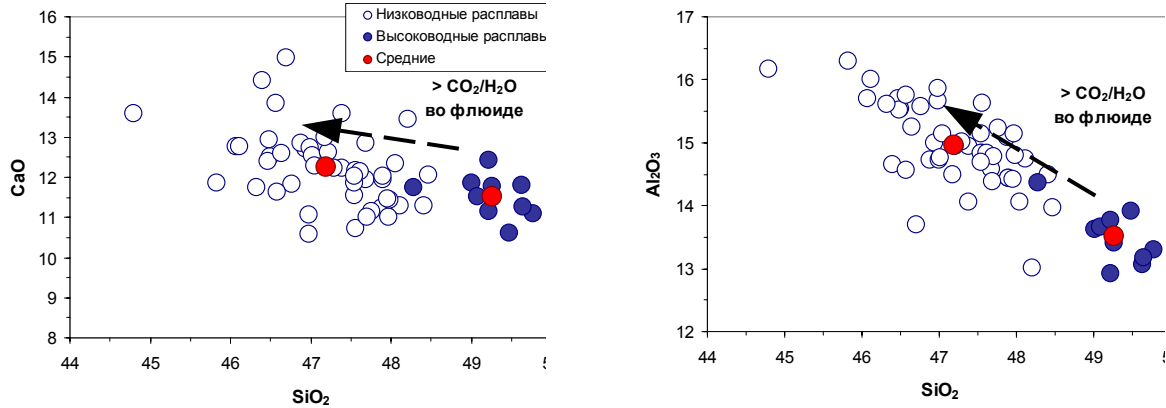 16
15
14
13
12
11
10
9
8
CaO
44
45
46
47
48
49
5
SiO₂
Низководные расплавы
Высоководные расплавы
Средние
> CO₂/H₂O
во флюиде
17
16
15
14
13
12
Al₂O₃
44
45
46
47
48
49
5
SiO₂
> CO₂/H₂O
во флюиде